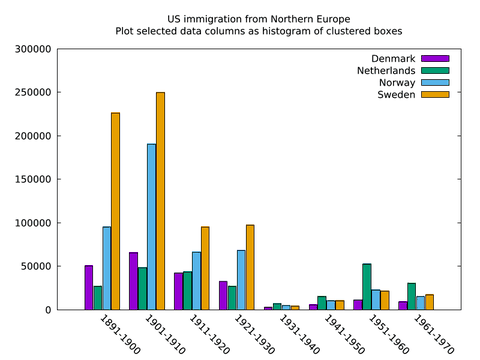 US immigration from Northern Europe
Plot selected data columns as histogram of clustered boxes
300000
250000
200000
150000
100000
50000
0
Denmark
Netherlands
Norway
Sweden
1891-1900
1901-1910
1911-1920
1921-1930
1931-1940
1941-1950
1951-1960
1961-1970